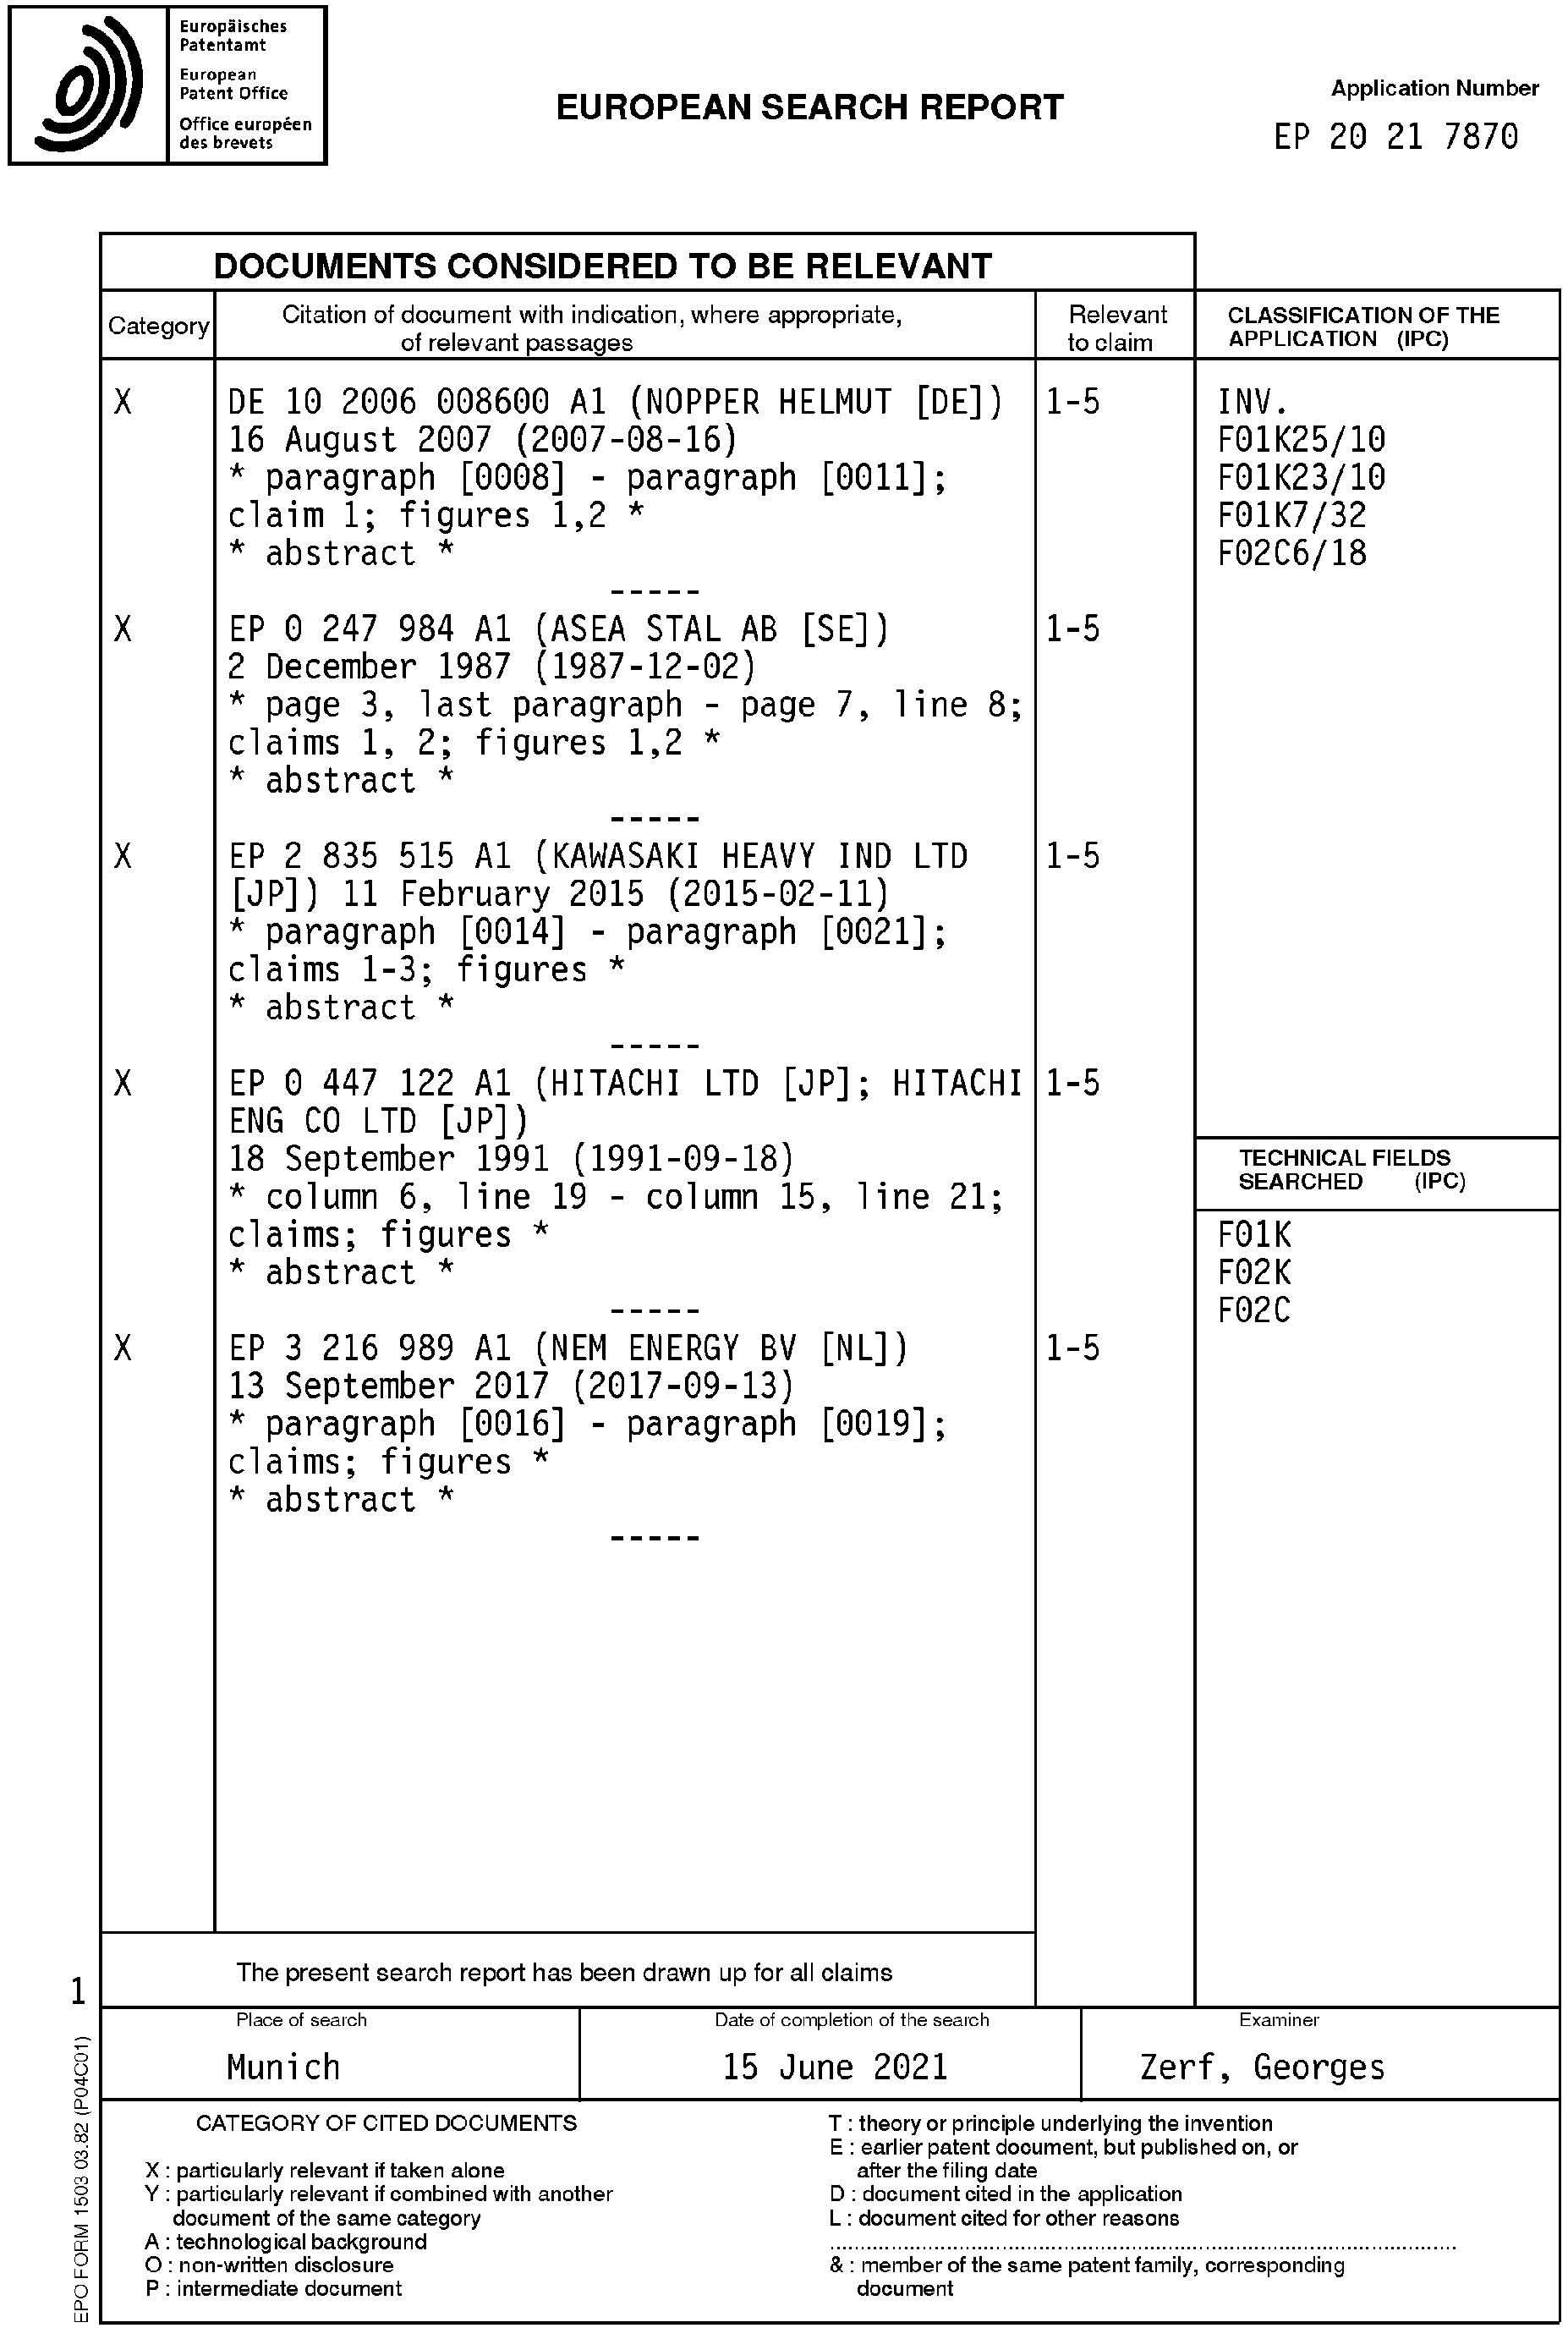 Europäisches
Patentamt
European
Patent Office
Office européen
des brevets
EUROPEAN SEARCH REPORT
Application Number
EP 20 21 7870
DOCUMENTS CONSIDERED TO BE RELEVANT
Category
Citation of document with indication, where appropriate,
of relevant passages
Relevant
to claim
CLASSIFICATION OF THE
APPLICATION (IPC)
X
DE 10 2006 008600 A1 (NOPPER HELMUT [DE])
16 August 2007 (2007-08-16)
* paragraph [0008] - paragraph [0011];
claim 1; figures 1,2 *
* abstract *
-----
1-5
X
EP 0 247 984 A1 (ASEA STAL AB [SE])
2 December 1987 (1987-12-02)
* page 3, last paragraph - page 7, line 8;
claims 1, 2; figures 1,2 *
* abstract *
-----
1-5
X
EP 2 835 515 A1 (KAWASAKI HEAVY IND LTD
[JP]) 11 February 2015 (2015-02-11)
* paragraph [0014] - paragraph [0021];
claims 1-3; figures *
* abstract *
-----
1-5
X
EP 0 447 122 A1 (HITACHI LTD [JP]; HITACHI
ENG CO LTD [JP])
18 September 1991 (1991-09-18)
* column 6, line 19 - column 15, line 21;
claims; figures *
* abstract *
-----
1-5
X
EP 3 216 989 A1 (NEM ENERGY BV [NL])
13 September 2017 (2017-09-13)
* paragraph [0016] - paragraph [0019];
claims; figures *
* abstract *
-----
1-5
INV.
F01K25/10
F01K23/10
F01K7/32
F02C6/18
TECHNICAL FIELDS
SEARCHED (IPC)
F01K
F02K
F02C
The present search report has been drawn up for all claims
1
Place of search
Munich
Date of completion of the search
15 June 2021
Examiner
Zerf, Georges
CATEGORY OF CITED DOCUMENTS
X : particularly relevant if taken alone
Y : particularly relevant if combined with another
document of the same category
A : technological background
O : non-written disclosure
P : intermediate document
T : theory or principle underlying the invention
E : earlier patent document, but published on, or
after the filing date
D : document cited in the application
L : document cited for other reasons
& : member of the same patent family, corresponding
document
EPO FORM 1503 03.82 (P04C01)